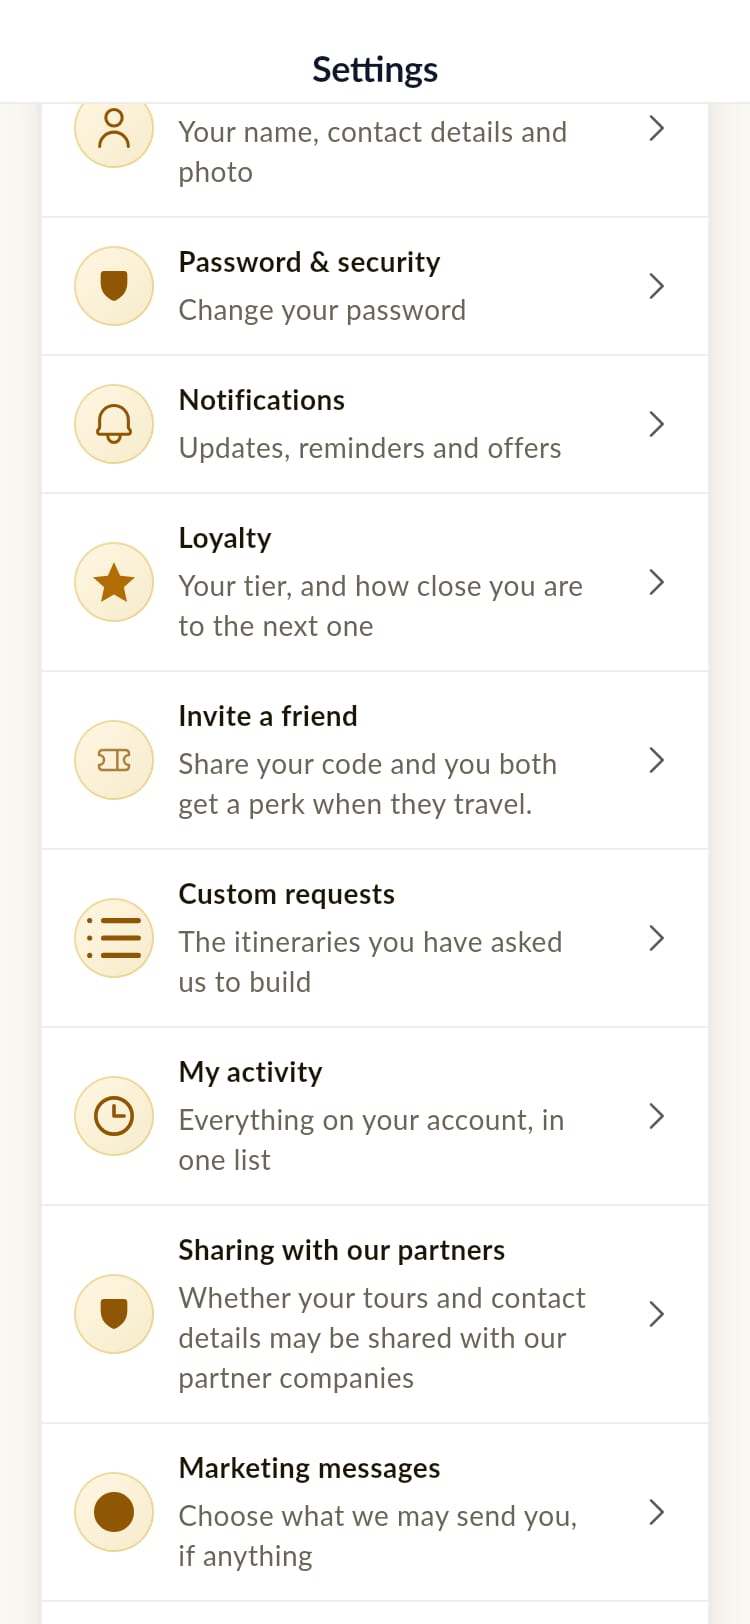 Settings
Your name, contact details and
photo
Password & security
Change your password
Notifications
Updates, reminders and offers
Loyalty
Your tier, and how close you are
to the next one
Invite a friend
Share your code and you both
get a perk when they travel.
Custom requests
The itineraries you have asked
us to build
My activity
Everything on your account, in
one list
Sharing with our partners
Whether your tours and contact
details may be shared with our
partner companies
Marketing messages
Choose what we may send you,
if anything